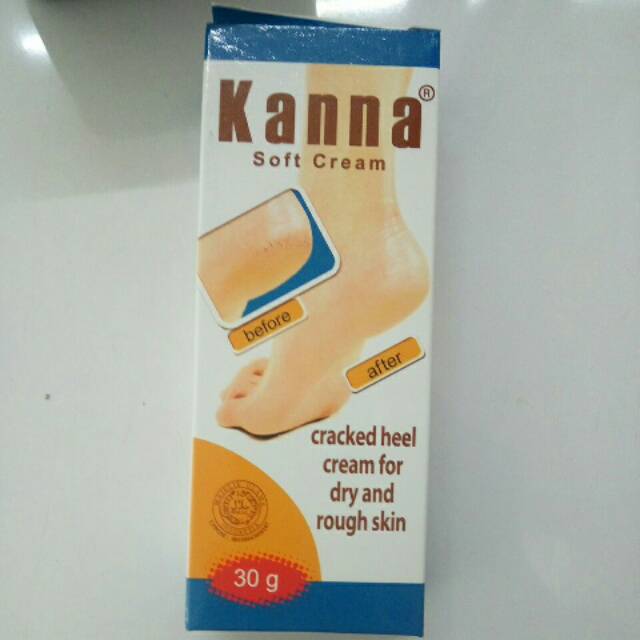 Kanna®
Soft Cream
before
after
cracked heel
cream for
dry and
rough skin
30 g